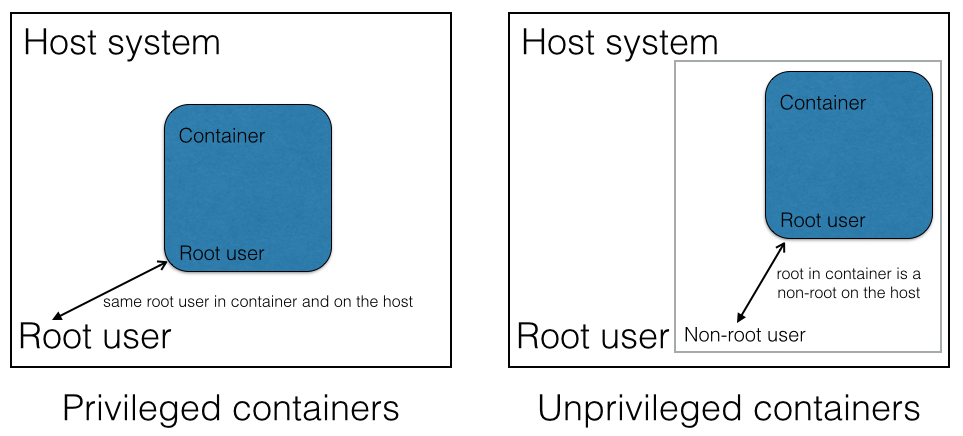 Host system
Container
Root user
same root user in container and on the host
Root user
Privileged containers
Host system
Container
Root user
root in container is a
non-root on the host
Root user
Non-root user
Unprivileged containers